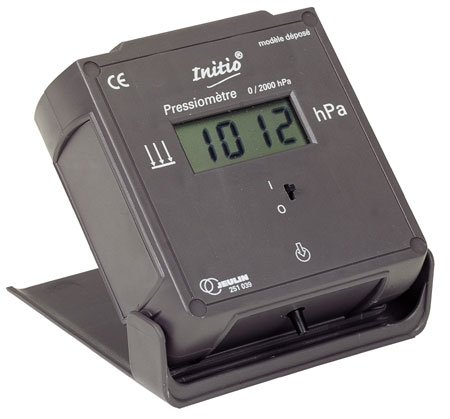 CE
Initio®
modèle déposé
Pressiomètre 0 / 2000 hPa
1012 hPa
I
O
JEULIN
251 039